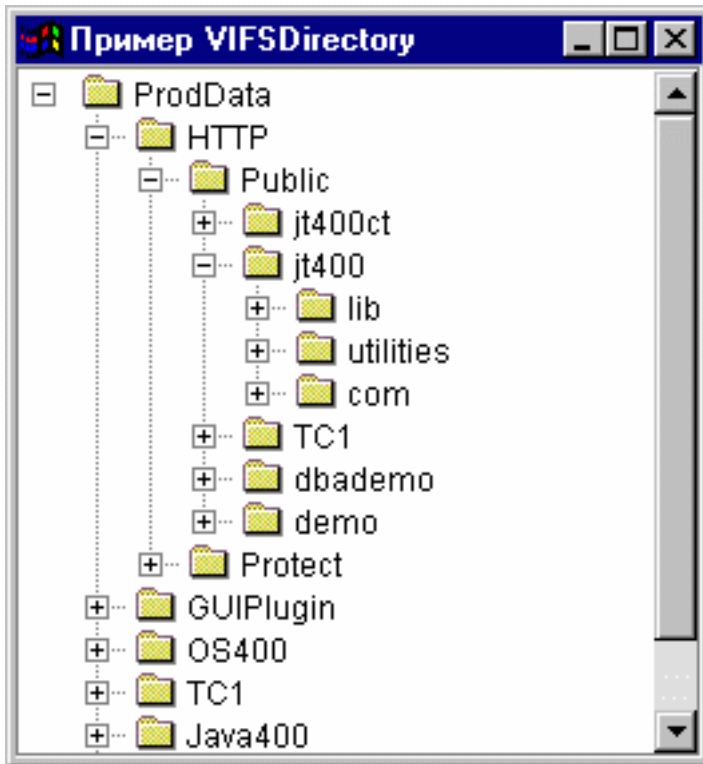 Пример VIFSDirectory
ProdData
HTTP
Public
jt400ct
jt400
lib
utilities
com
TC1
dbademo
demo
Protect
GUIPlugin
OS400
TC1
Java400